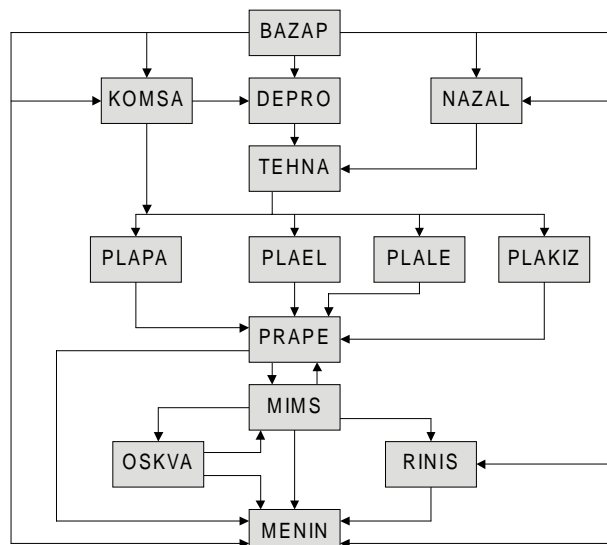 BAZAP
KOMSA
DEPRO
NAZAL
TEHNA
PLAPA
PLAEL
PLALE
PLAKIZ
PRAPE
MIMS
OSKVA
RINIS
MENIN